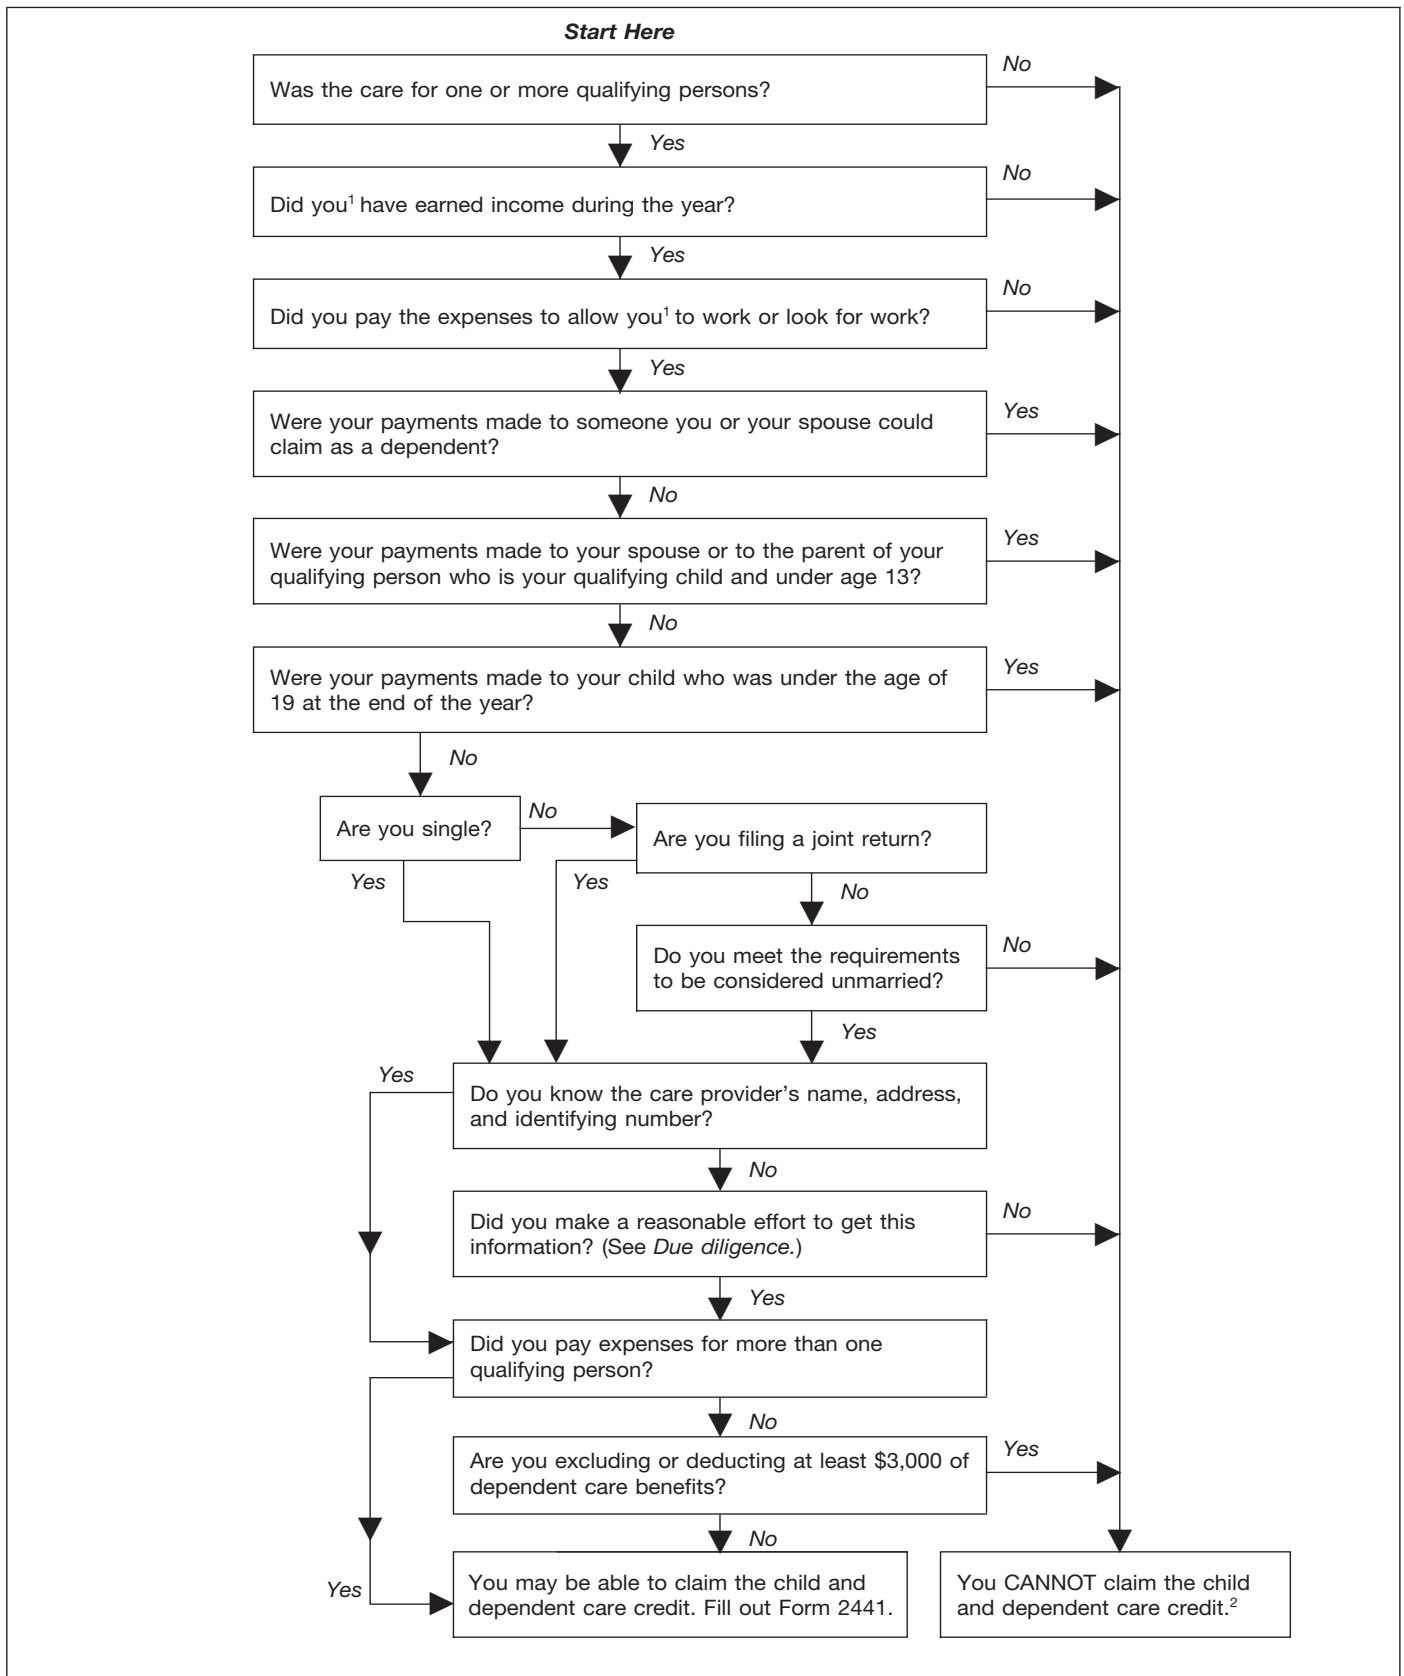 Start Here
Was the care for one or more qualifying persons?
No
Yes
Did you¹ have earned income during the year?
No
Yes
Did you pay the expenses to allow you¹ to work or look for work?
No
Yes
Were your payments made to someone you or your spouse could
claim as a dependent?
Yes
No
Were your payments made to your spouse or to the parent of your
qualifying person who is your qualifying child and under age 13?
Yes
No
Were your payments made to your child who was under the age of
19 at the end of the year?
Yes
No
Are you single?
No
Are you filing a joint return?
Yes
Yes
No
Do you meet the requirements
to be considered unmarried?
No
Yes
Do you know the care provider’s name, address,
and identifying number?
Yes
No
Did you make a reasonable effort to get this
information? (See Due diligence.)
No
Yes
Did you pay expenses for more than one
qualifying person?
No
Are you excluding or deducting at least $3,000 of
dependent care benefits?
Yes
No
Yes
You may be able to claim the child and
dependent care credit. Fill out Form 2441.
You CANNOT claim the child
and dependent care credit.²